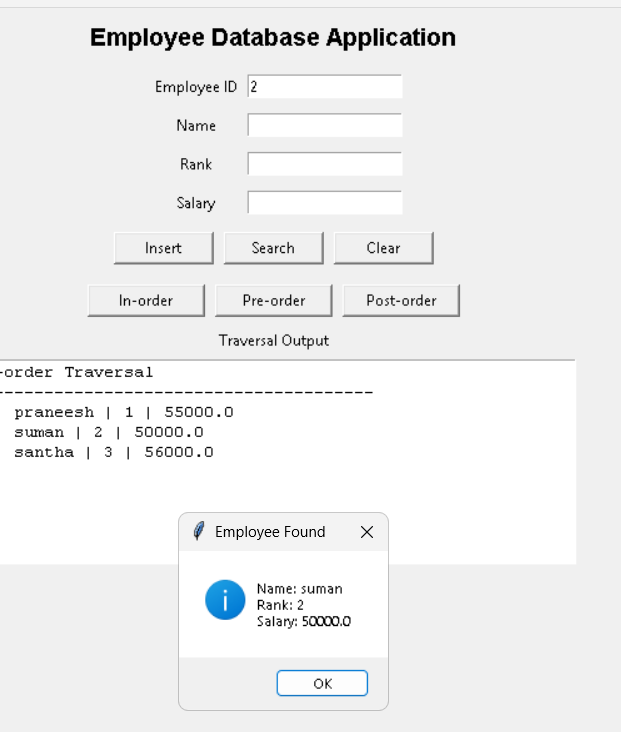 Employee Database Application
Employee ID 2
Name
Rank
Salary
Insert Search Clear
In-order Pre-order Post-order
Traversal Output
-order Traversal
--------------------------------------
praneesh | 1 | 55000.0
suman | 2 | 50000.0
santha | 3 | 56000.0
Employee Found
Name: suman
Rank: 2
Salary: 50000.0
OK